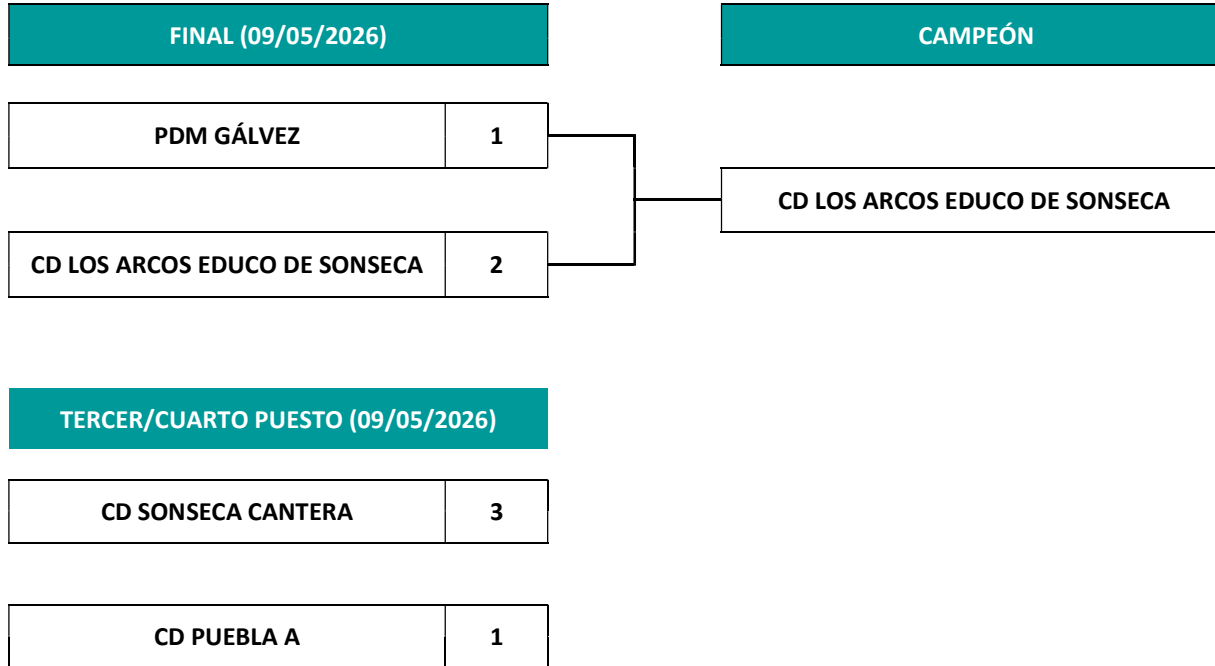 FINAL (09/05/2026)
CAMPEÓN
PDM GÁLVEZ 1
CD LOS ARCOS EDUCO DE SONSECA
CD LOS ARCOS EDUCO DE SONSECA 2
TERCER/CUARTO PUESTO (09/05/2026)
CD SONSECA CANTERA 3
CD PUEBLA A 1